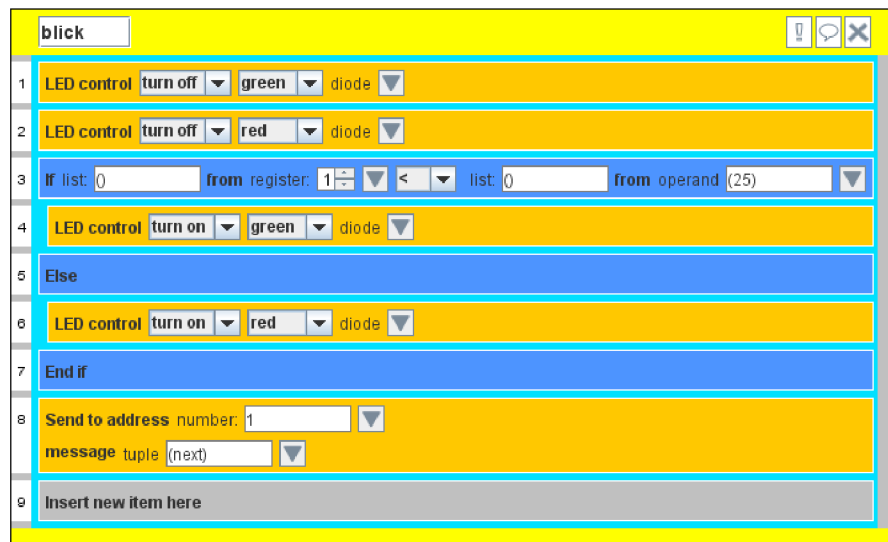 blick
1 LED control turn off green diode
2 LED control turn off red diode
3 If list: () from register: 1 < list: () from operand (25)
4 LED control turn on green diode
5 Else
6 LED control turn on red diode
7 End if
8 Send to address number: 1
message tuple (next)
9 Insert new item here